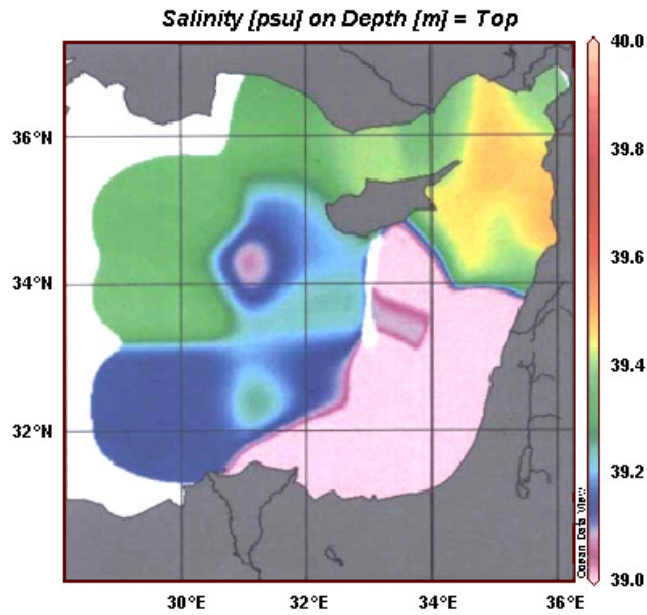 Salinity [psu] on Depth [m] = Top
40.0
36°N
39.8
39.6
34°N
39.4
32°N
39.2
Ocean Data View
39.0
30°E
32°E
34°E
36°E